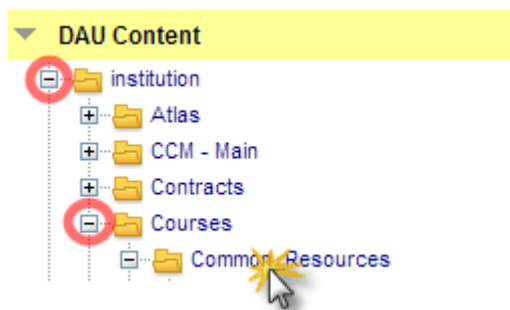 DAU Content
institution
Atlas
CCM - Main
Contracts
Courses
Common Resources